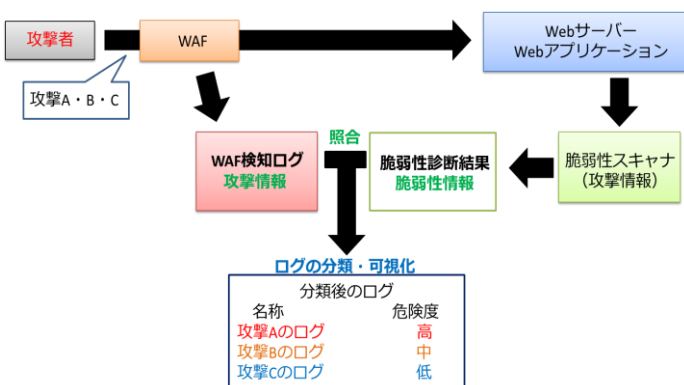 攻撃者
WAF
Webサーバー
Webアプリケーション
攻撃A・B・C
照合
WAF検知ログ
攻撃情報
脆弱性診断結果
脆弱性情報
脆弱性スキャナ
（攻撃情報）
ログの分類・可視化
分類後のログ
名称 危険度
攻撃Aのログ 高
攻撃Bのログ 中
攻撃Cのログ 低